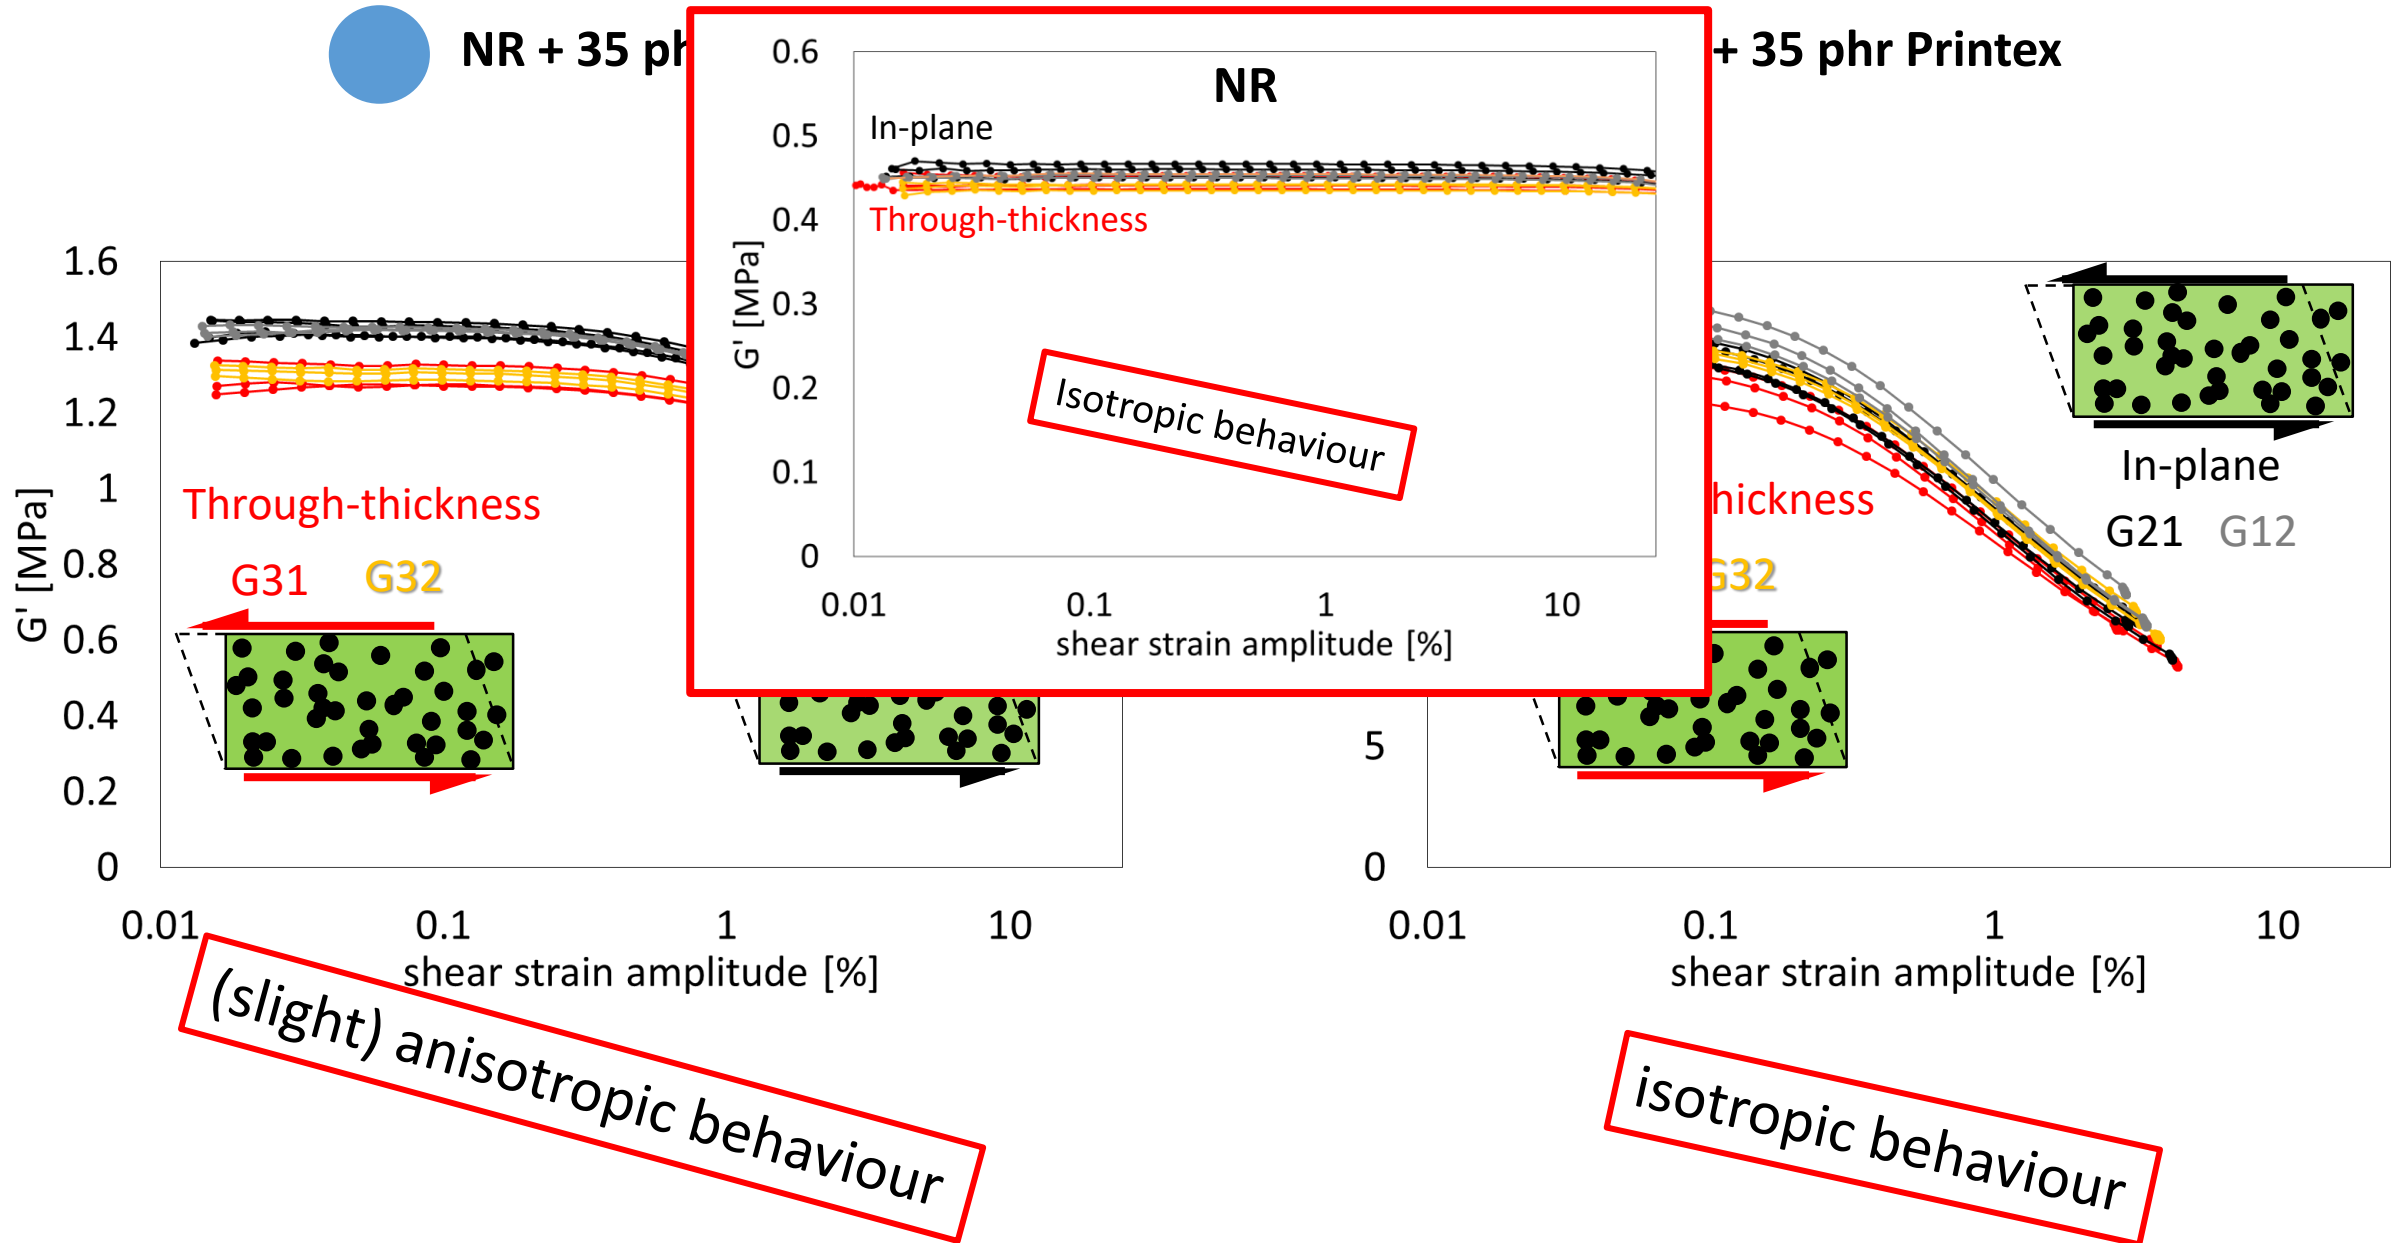 NR + 35 ph
+ 35 phr Printex
0.6
0.5
0.4
0.3
0.2
0.1
0
G' [MPa]
NR
In-plane
Through-thickness
Isotropic behaviour
0.01 0.1 1 10
shear strain amplitude [%]
1.6
1.4
1.2
1
0.8
0.6
0.4
0.2
0
G' [MPa]
Through-thickness
G31 G32
0.01 0.1 1 10
shear strain amplitude [%]
(slight) anisotropic behaviour
hickness
G32
In-plane
G21 G12
5
0
0.01 0.1 1 10
shear strain amplitude [%]
isotropic behaviour